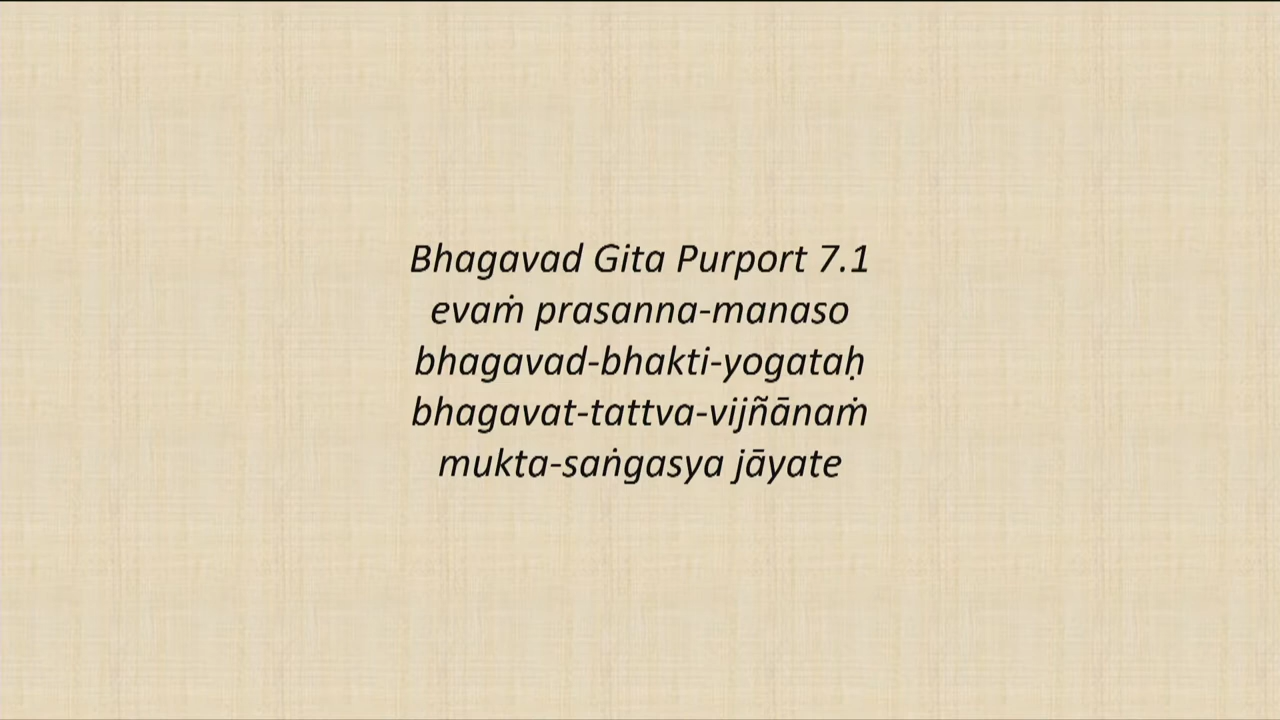 Bhagavad Gita Purport 7.1
evaṁ prasanna-manaso
bhagavad-bhakti-yogataḥ
bhagavat-tattva-vijñānaṁ
mukta-saṅgasya jāyate